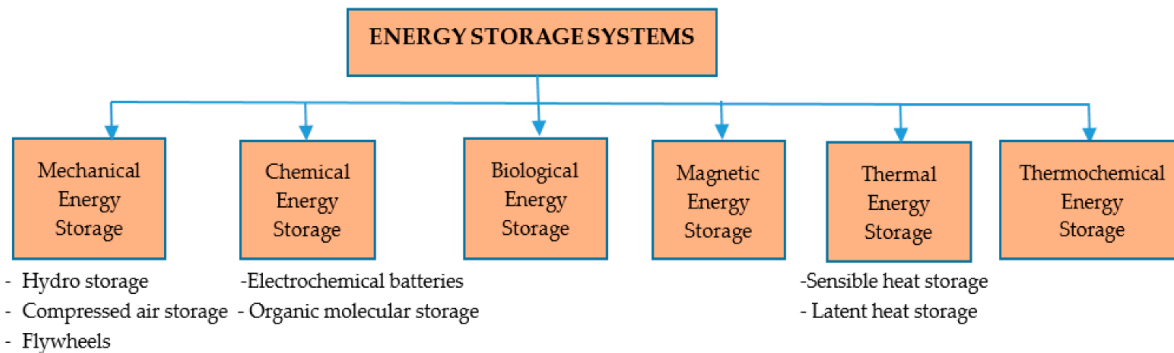 ENERGY STORAGE SYSTEMS
Mechanical
Energy
Storage
Chemical
Energy
Storage
Biological
Energy
Storage
Magnetic
Energy
Storage
Thermal
Energy
Storage
Thermochemical
Energy
Storage
- Hydro storage
- Compressed air storage
- Flywheels
-Electrochemical batteries
- Organic molecular storage
-Sensible heat storage
- Latent heat storage